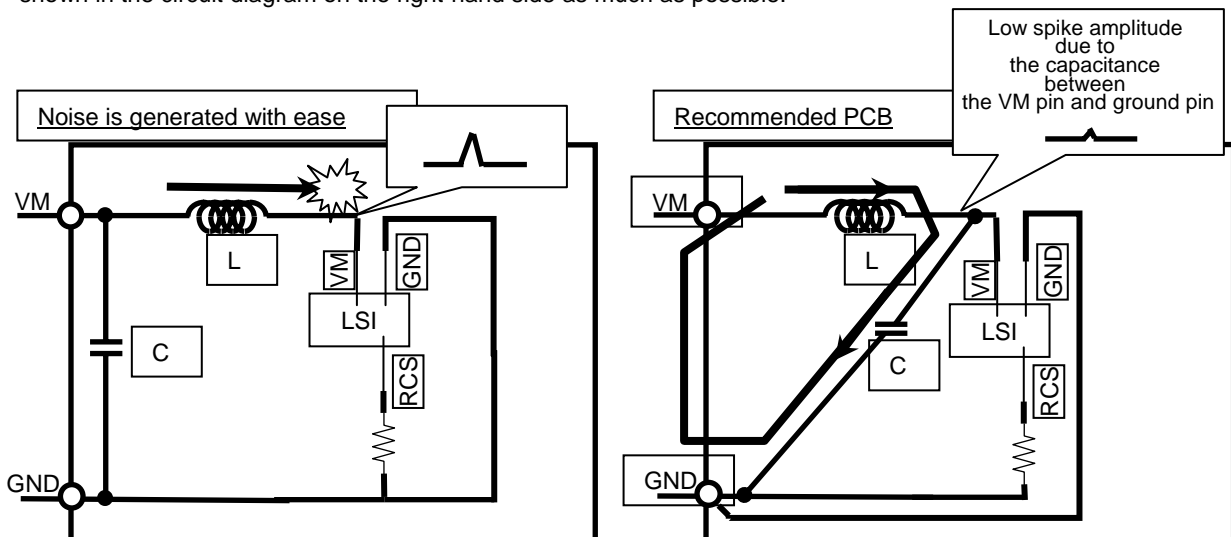 shown in the circuit diagram on the right-hand side as much as possible.
Low spike amplitude
due to
the capacitance
between
the VM pin and ground pin
Noise is generated with ease
Recommended PCB
VM
L
VM
GND
LSI
C
RCS
GND
VM
L
VM
GND
LSI
C
RCS
GND